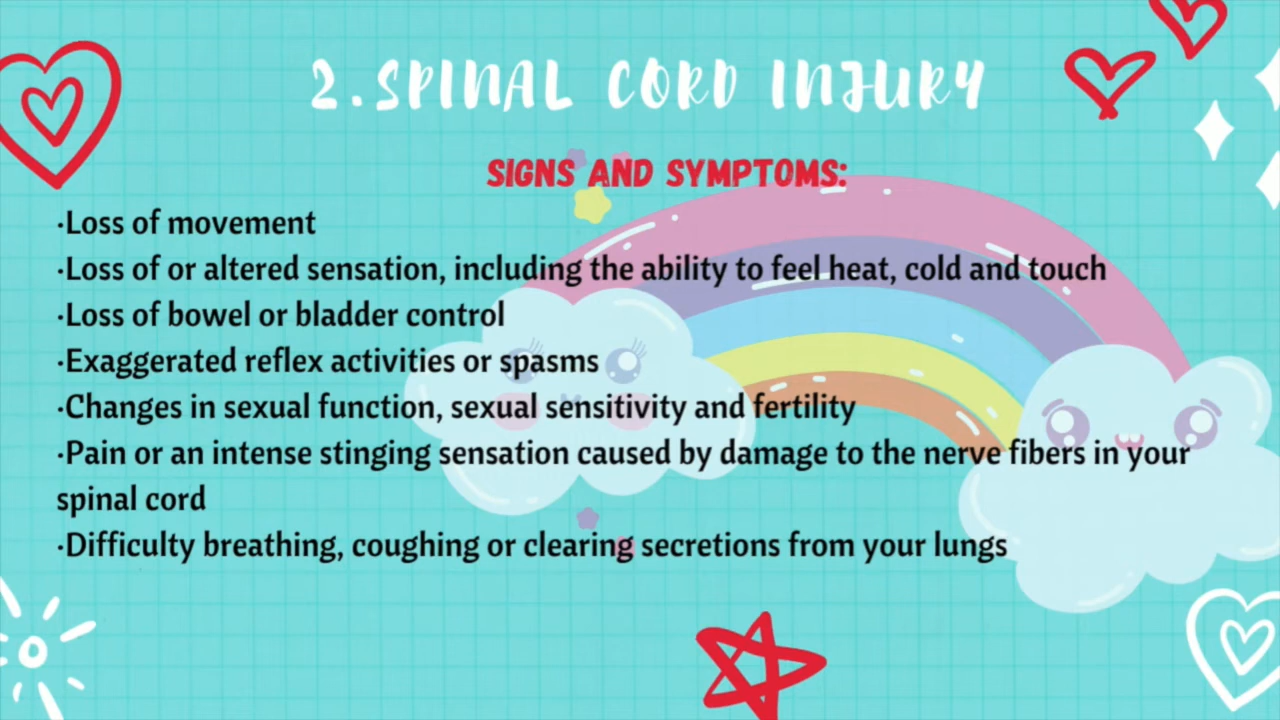 2.SPINAL CORD INJURY
SIGNS AND SYMPTOMS:
·Loss of movement
·Loss of or altered sensation, including the ability to feel heat, cold and touch
·Loss of bowel or bladder control
·Exaggerated reflex activities or spasms
·Changes in sexual function, sexual sensitivity and fertility
·Pain or an intense stinging sensation caused by damage to the nerve fibers in your
spinal cord
·Difficulty breathing, coughing or clearing secretions from your lungs